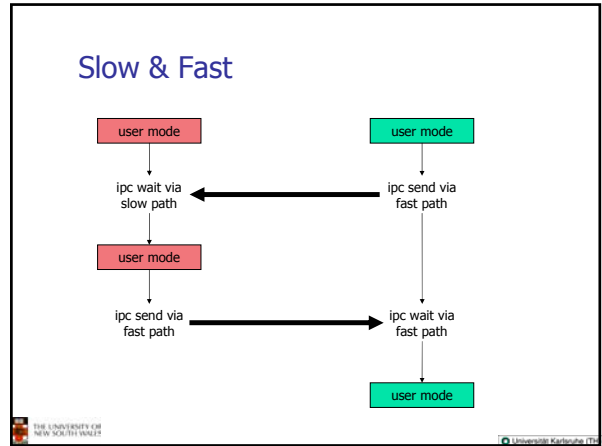 Slow & Fast
user mode
user mode
ipc wait via
slow path
ipc send via
fast path
user mode
ipc send via
fast path
ipc wait via
fast path
user mode
THE UNIVERSITY OF
NEW SOUTH WALES
Universität Karlsruhe (TH